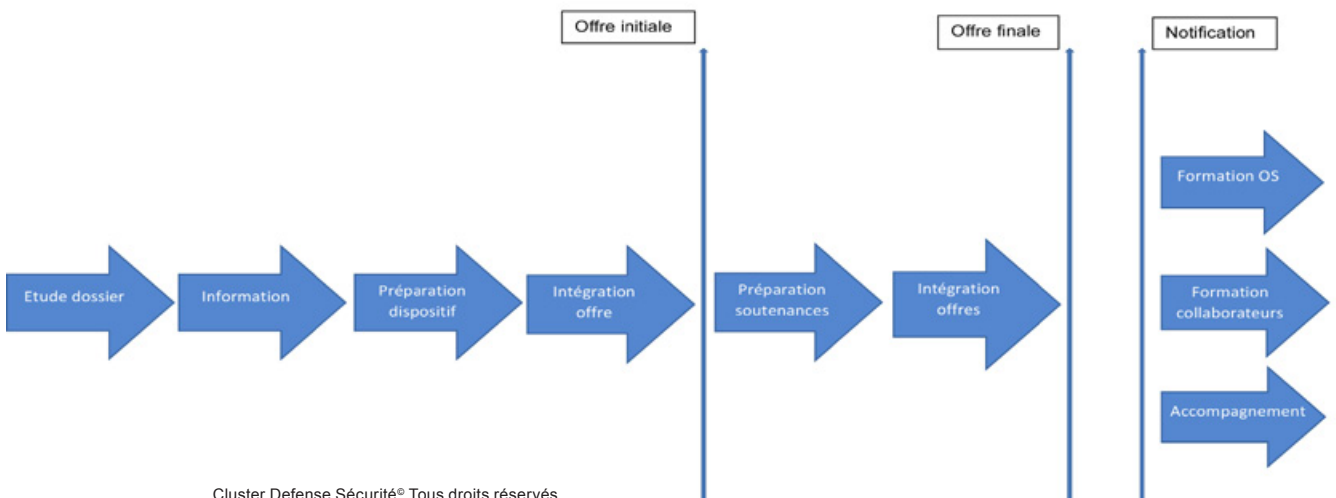 Offre initiale
Offre finale
Notification
Formation OS
Etude dossier
Information
Préparation
dispositif
Intégration
offre
Préparation
soutenances
Intégration
offres
Formation
collaborateurs
Accompagnement
Cluster Defense Sécurité© Tous droits réservés